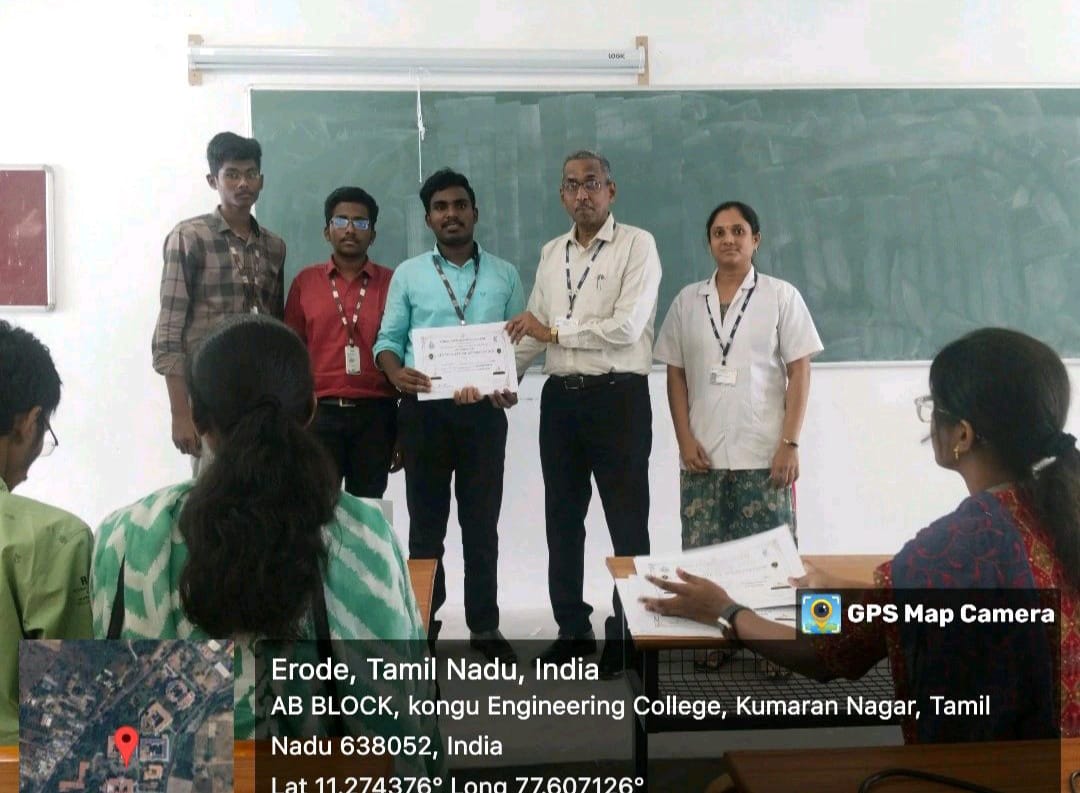 LOGIK
GPS Map Camera
Erode, Tamil Nadu, India
AB BLOCK, kongu Engineering College, Kumaran Nagar, Tamil
Nadu 638052, India
Lat 11.274376° Long 77.607126°